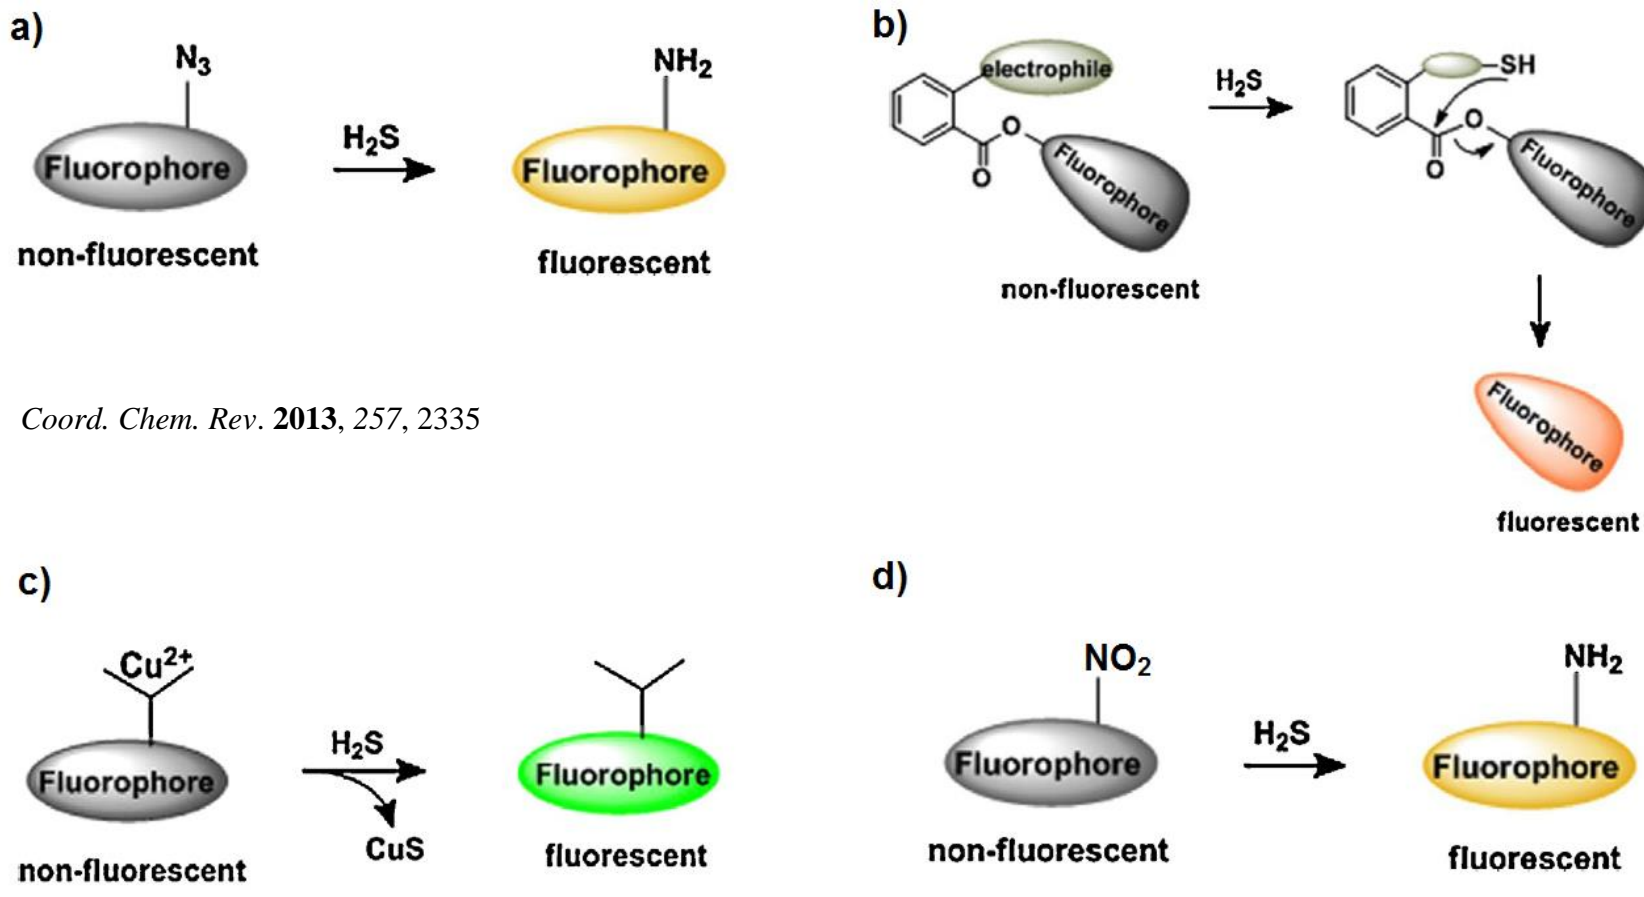 a)
N₃
NH₂
Fluorophore
H₂S
Fluorophore
non-fluorescent
fluorescent
Coord. Chem. Rev. 2013, 257, 2335
b)
electrophile
O
O
Fluorophore
non-fluorescent
H₂S
SH
O
O
Fluorophore
Fluorophore
fluorescent
c)
Cu²⁺
Fluorophore
non-fluorescent
H₂S
CuS
Fluorophore
fluorescent
d)
NO₂
NH₂
Fluorophore
H₂S
Fluorophore
non-fluorescent
fluorescent